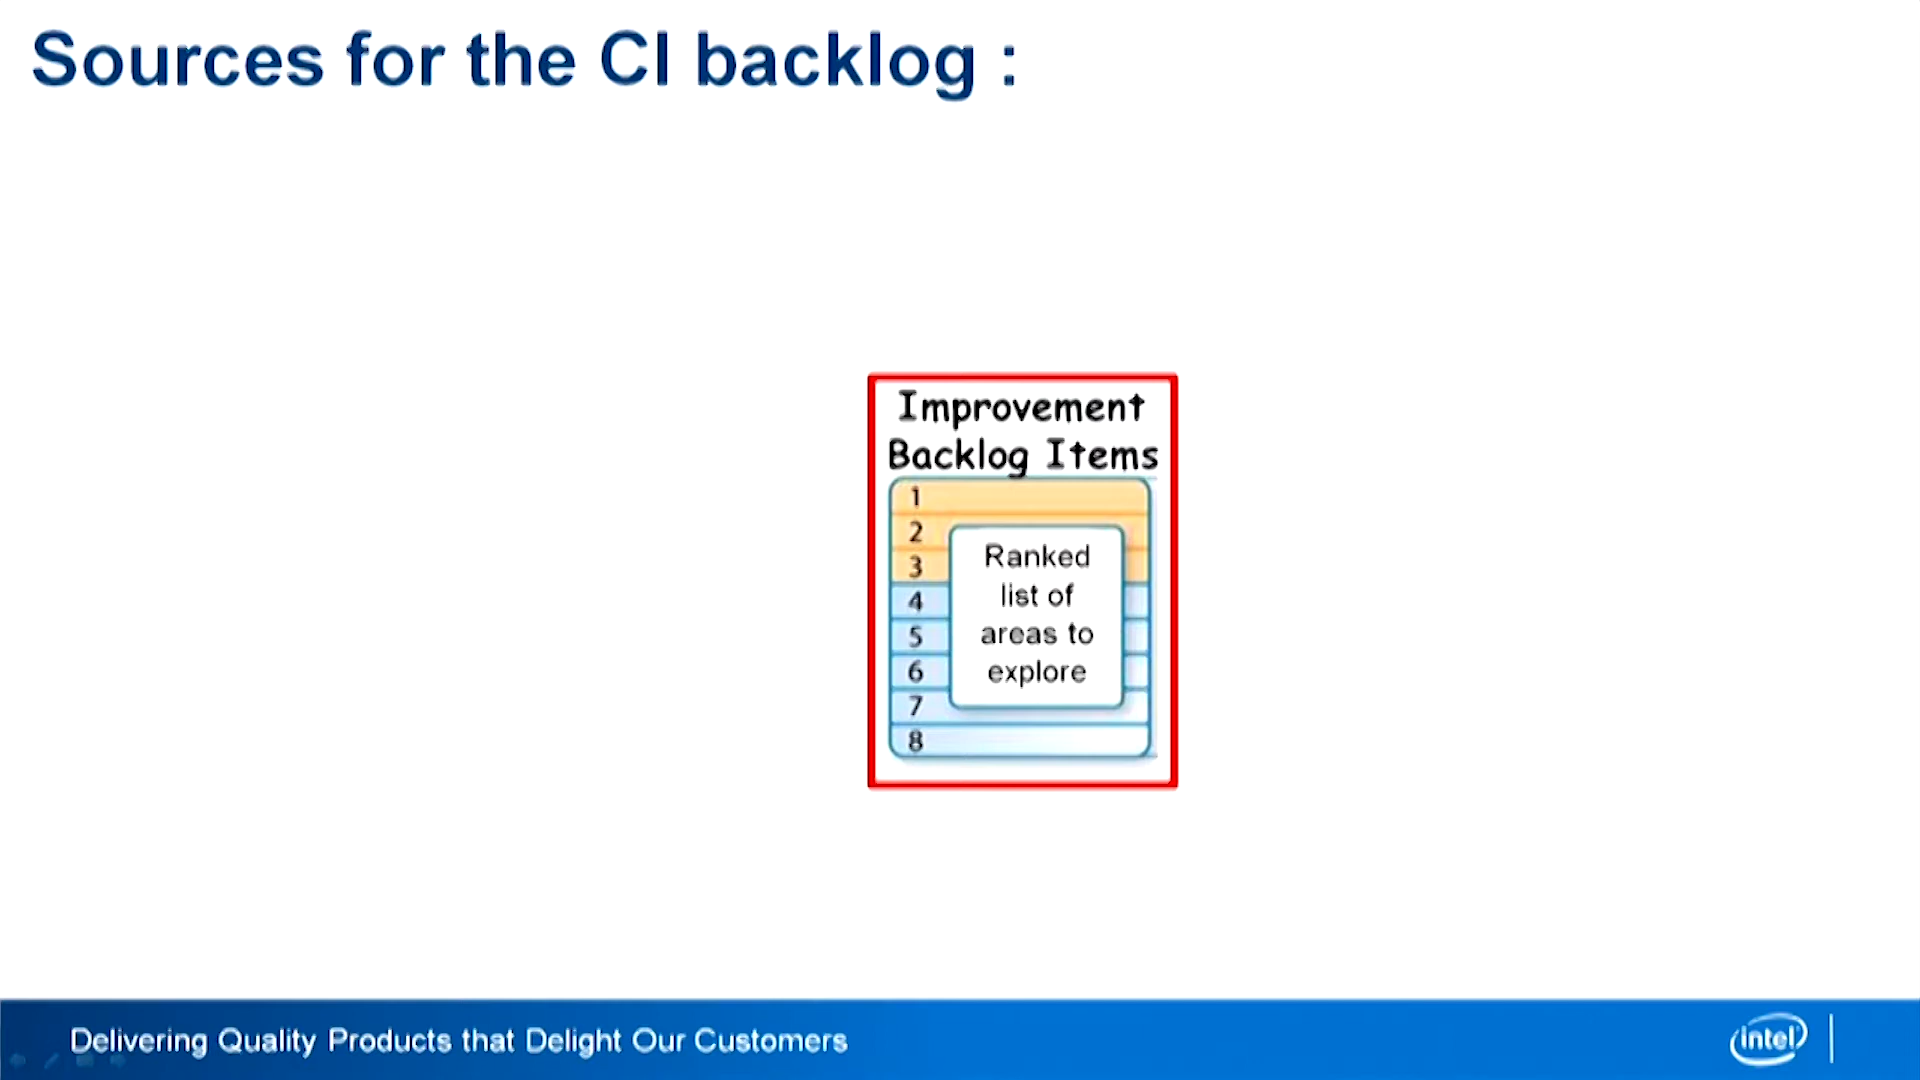 Sources for the CI backlog :
Improvement
Backlog Items
1
2
3
4
5
6
7
8
Ranked
list of
areas to
explore
Delivering Quality Products that Delight Our Customers
intel